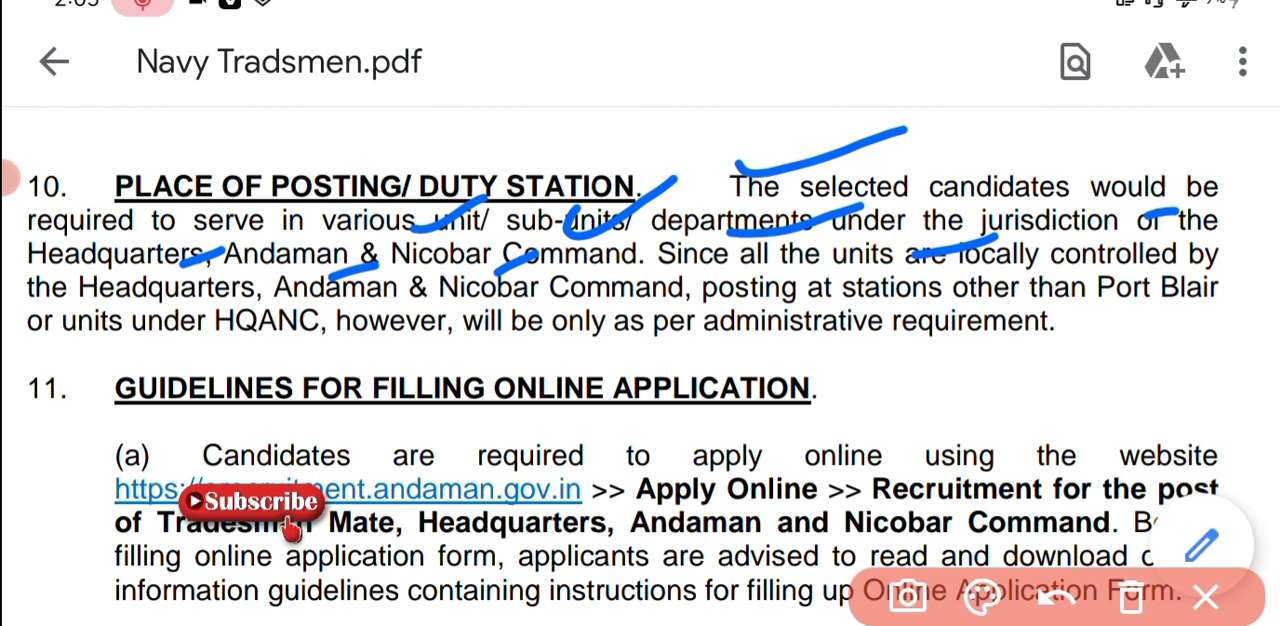 2:05
Navy Tradsmen.pdf
10. PLACE OF POSTING/ DUTY STATION. The selected candidates would be
required to serve in various unit/ sub-units/ departments under the jurisdiction of the
Headquarters, Andaman & Nicobar Command. Since all the units are locally controlled by
the Headquarters, Andaman & Nicobar Command, posting at stations other than Port Blair
or units under HQANC, however, will be only as per administrative requirement.
11. GUIDELINES FOR FILLING ONLINE APPLICATION.
(a) Candidates are required to apply online using the website
https:/ ent.andaman.gov.in >> Apply Online >> Recruitment for the post
Subscribe
of Tradesman Mate, Headquarters, Andaman and Nicobar Command.
filling online application form, applicants are advised to read and download
information guidelines containing instructions for filling up Online Application Form.